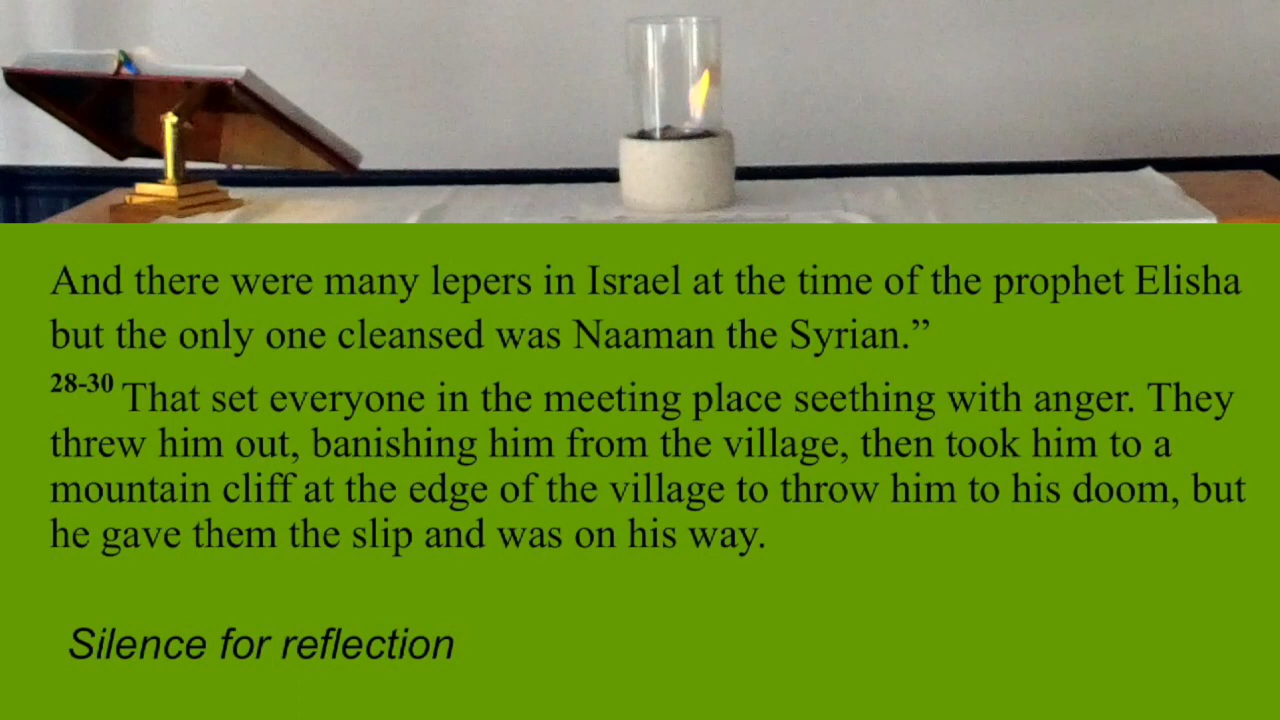 And there were many lepers in Israel at the time of the prophet Elisha
but the only one cleansed was Naaman the Syrian.”
28-30 That set everyone in the meeting place seething with anger. They
threw him out, banishing him from the village, then took him to a
mountain cliff at the edge of the village to throw him to his doom, but
he gave them the slip and was on his way.
Silence for reflection